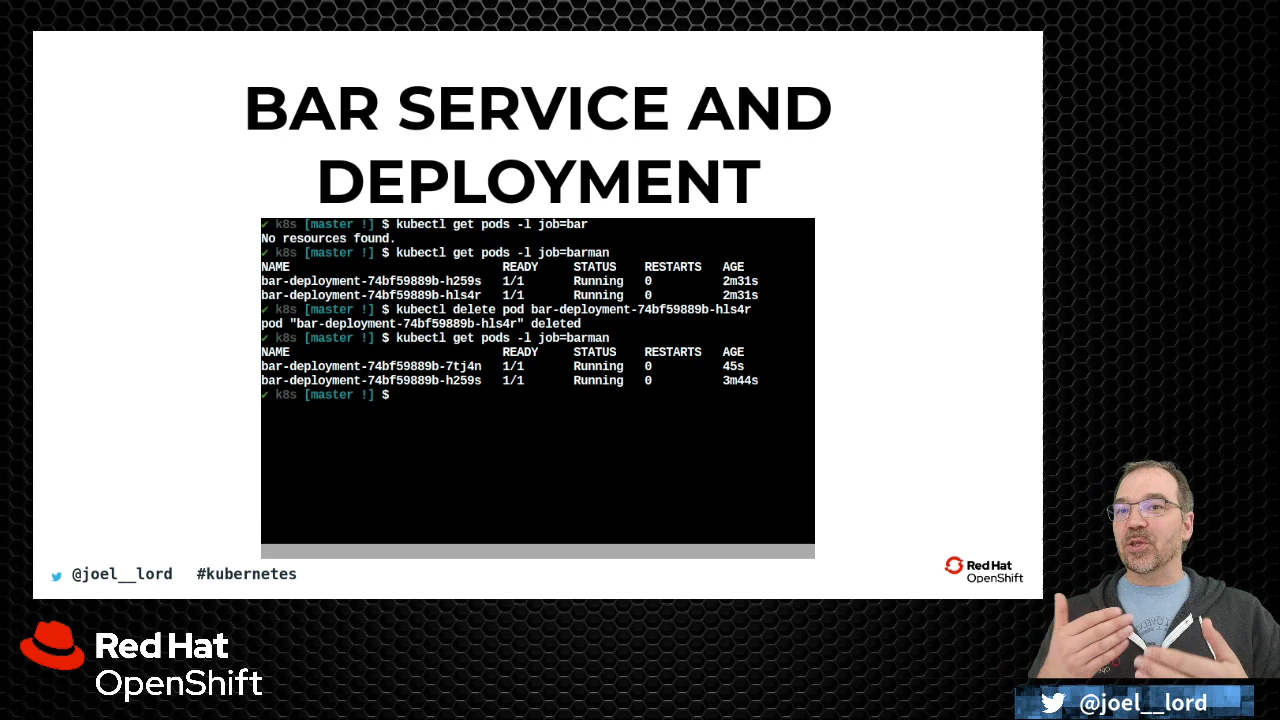 BAR SERVICE AND
DEPLOYMENT
✔ k8s [master !] $ kubectl get pods -l job=bar
No resources found.
✔ k8s [master !] $ kubectl get pods -l job=barman
NAME READY STATUS RESTARTS AGE
bar-deployment-74bf59889b-h259s 1/1 Running 0 2m31s
bar-deployment-74bf59889b-hls4r 1/1 Running 0 2m31s
✔ k8s [master !] $ kubectl delete pod bar-deployment-74bf59889b-hls4r
pod "bar-deployment-74bf59889b-hls4r" deleted
✔ k8s [master !] $ kubectl get pods -l job=barman
NAME READY STATUS RESTARTS AGE
bar-deployment-74bf59889b-7tj4n 1/1 Running 0 45s
bar-deployment-74bf59889b-h259s 1/1 Running 0 3m44s
✔ k8s [master !] $
@joel__lord #kubernetes
Red Hat
OpenShift
Red Hat
OpenShift
@joel__lord